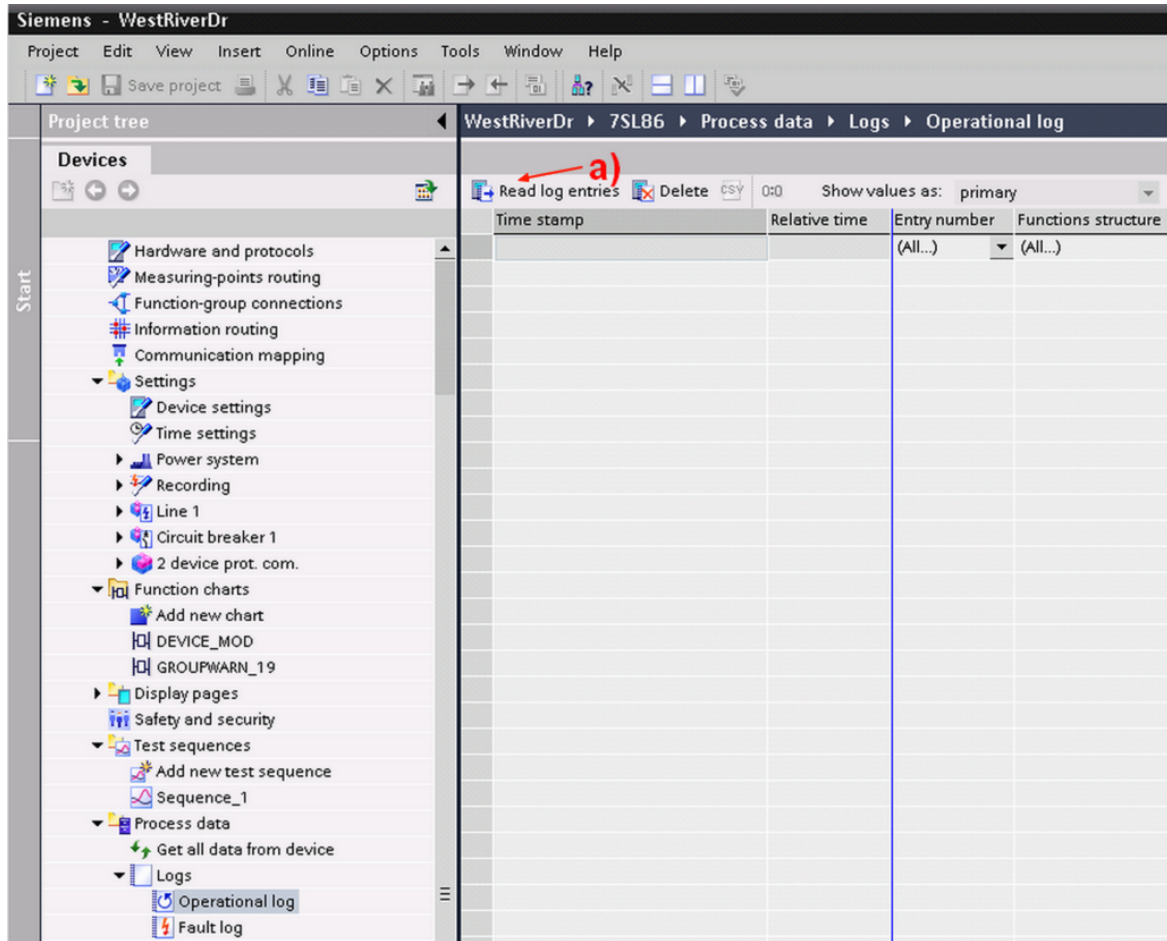 Siemens - WestRiverDr
Project Edit View Insert Online Options Tools Window Help
Save project
Project tree
WestRiverDr 7SL86 Process data Logs Operational log
Start
Devices
a)
Read log entries Delete CSV 0:0 Show values as: primary
Time stamp Relative time Entry number Functions structure
(All...) (All...)
Hardware and protocols
Measuring-points routing
Function-group connections
Information routing
Communication mapping
Settings
Device settings
Time settings
Power system
Recording
Line 1
Circuit breaker 1
2 device prot. com.
Function charts
Add new chart
DEVICE_MOD
GROUPWARN_19
Display pages
Safety and security
Test sequences
Add new test sequence
Sequence_1
Process data
Get all data from device
Logs
Operational log
Fault log